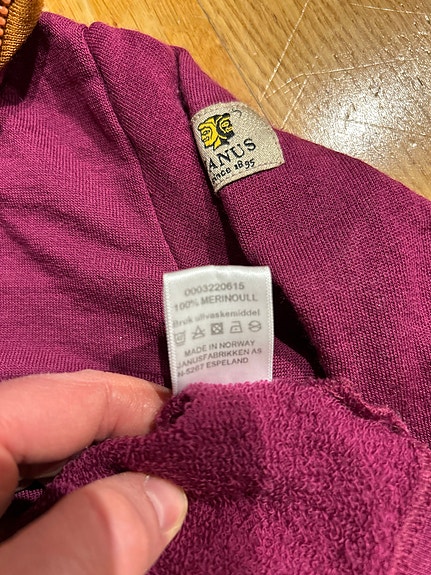 JANUS
SINCE 1895
0003220615
100% MERINOULL
Bruk ullvaskemiddel
MADE IN NORWAY
JANUSFABRIKKEN AS
N-5267 ESPELAND